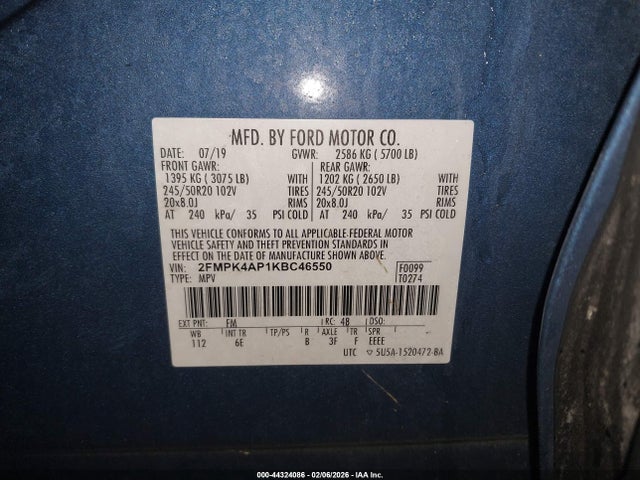 MFD. BY FORD MOTOR CO.
DATE: 07/19 GVWR: 2586 KG ( 5700 LB)
FRONT GAWR: REAR GAWR:
1395 KG ( 3075 LB) WITH 1202 KG ( 2650 LB) WITH
245/50R20 102V TIRES 245/50R20 102V TIRES
20x8.0J RIMS 20x8.0J RIMS
AT 240 kPa/ 35 PSI COLD AT 240 kPa/ 35 PSI COLD
THIS VEHICLE CONFORMS TO ALL APPLICABLE FEDERAL MOTOR
VEHICLE SAFETY AND THEFT PREVENTION STANDARDS IN
EFFECT ON THE DATE OF MANUFACTURE SHOWN ABOVE.
VIN: 2FMPK4AP1KBC46550 F0099
TYPE: MPV T0274
EXT PNT: FM RC: 48 DSO:
WB INT TR TP/PS R AXLE TR SPR
112 6E B 3F F EEEE
UTC 5U5A-1520472-BA
000-44324086 - 02/06/2026 - IAA Inc.